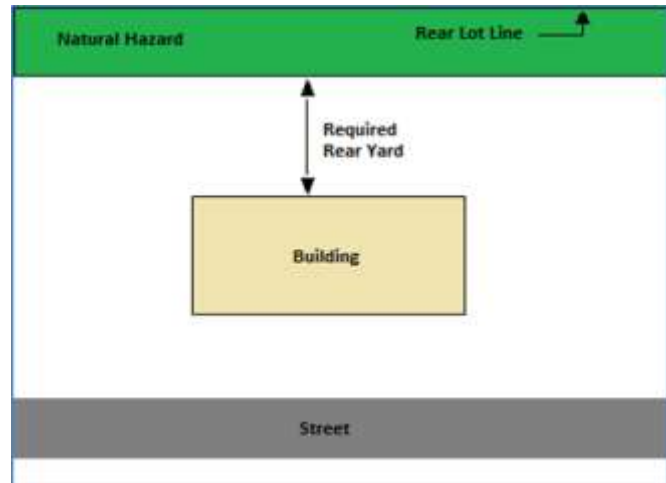 Natural Hazard
Rear Lot Line
Required
Rear Yard
Building
Street